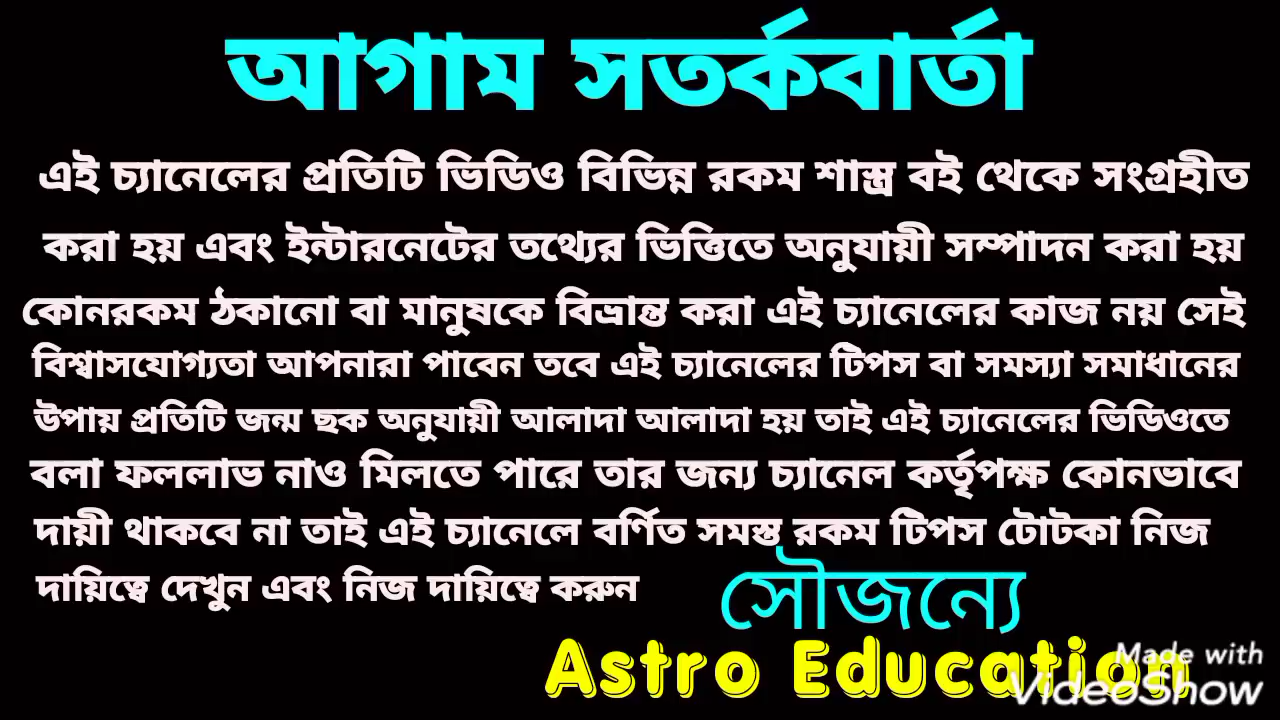 আগাম সতর্কবার্তা
এই চ্যানেলের প্রতিটি ভিডিও বিভিন্ন রকম শাস্ত্র বই থেকে সংগ্রহীত
করা হয় এবং ইন্টারনেটের তথ্যের ভিত্তিতে অনুযায়ী সম্পাদন করা হয়
কোনরকম ঠকানো বা মানুষকে বিভ্রান্ত করা এই চ্যানেলের কাজ নয় সেই
বিশ্বাসযোগ্যতা আপনারা পাবেন তবে এই চ্যানেলের টিপস বা সমস্যা সমাধানের
উপায় প্রতিটি জন্ম ছক অনুযায়ী আলাদা আলাদা হয় তাই এই চ্যানেলের ভিডিওতে
বলা ফললাভ নাও মিলতে পারে তার জন্য চ্যানেল কর্তৃপক্ষ কোনভাবে
দায়ী থাকবে না তাই এই চ্যানেলে বর্ণিত সমস্ত রকম টিপস টোটকা নিজ
দায়িত্বে দেখুন এবং নিজ দায়িত্বে করুন
সৌজন্যে
Astro Education
Made with
VideoShow